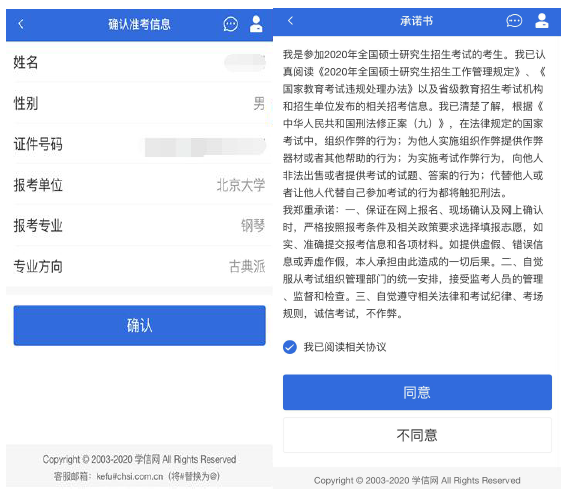 确认准考信息
姓名
性别 男
证件号码
报考单位 北京大学
报考专业 钢琴
专业方向 古典派
确认
Copyright © 2003-2020 学信网 All Rights Reserved
客服邮箱：kefu#chsi.com.cn（将#替换为@）
承诺书
我是参加2020年全国硕士研究生招生考试的考生。我已认
真阅读《2020年全国硕士研究生招生工作管理规定》、《
国家教育考试违规处理办法》以及省级教育招生考试机构
和招生单位发布的相关招考信息。我已清楚了解，根据《
中华人民共和国刑法修正案（九）》，在法律规定的国家
考试中，组织作弊的行为；为他人实施组织作弊提供作弊
器材或者其他帮助的行为；为实施考试作弊行为，向他人
非法出售或者提供考试的试题、答案的行为；代替他人或
者让他人代替自己参加考试的行为都将触犯刑法。
我郑重承诺：一、保证在网上报名、现场确认及网上确认
时，严格按照报考条件及相关政策要求选择填报志愿，如
实、准确提交报考信息和各项材料。如提供虚假、错误信
息或弄虚作假，本人承担由此造成的一切后果。二、自觉
服从考试组织管理部门的统一安排，接受监考人员的管理
、监督和检查。三、自觉遵守相关法律和考试纪律、考场
规则，诚信考试，不作弊。
我已阅读相关协议
同意
不同意
Copyright © 2003-2020 学信网 All Rights Reserved